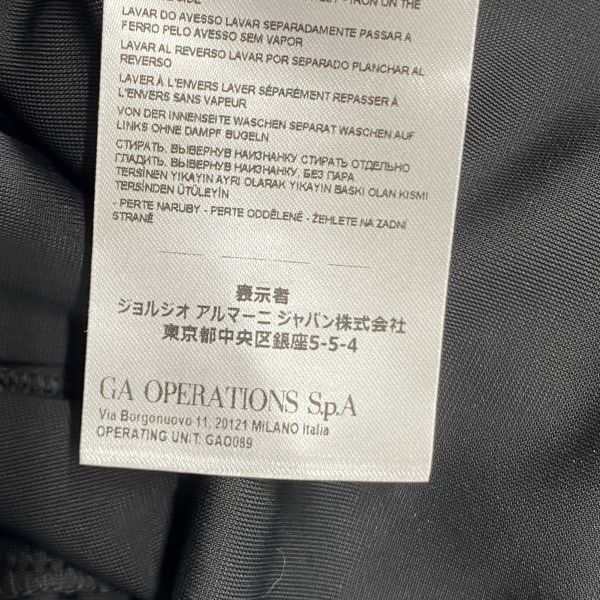 IRON ON THE
LAVAR DO AVESSO LAVAR SEPARADAMENTE PASSAR A
FERRO PELO AVESSO SEM VAPOR
LAVAR AL REVERSO LAVAR POR SEPARADO PLANCHAR AL
REVERSO
LAVER À L'ENVERS LAVER SÉPARÉMENT REPASSER À
L'ENVERS SANS VAPEUR
VON DER INNENSEITE WASCHEN SEPARAT WASCHEN AUF
LINKS OHNE DAMPF BUGELN
СТИРАТЬ, ВЫВЕРНУВ НАИЗНАНКУ СТИРАТЬ ОТДЕЛЬНО
ГЛАДИТЬ, ВЫВЕРНУВ НАИЗНАНКУ, БЕЗ ПАРА
TERSİNEN YIKAYIN AYRI OLARAK YIKAYIN BASKI OLAN KISMI
TERSİNDEN ÜTÜLEYİN
- PERTE NARUBY - PERTE ODDĚLENĚ - ŽEHLETE NA ZADNÍ
STRANĚ
表示者
ジョルジオ アルマーニ ジャパン株式会社
東京都中央区銀座5-5-4
GA OPERATIONS S.p.A
Via Borgonuovo 11, 20121 MILANO Italia
OPERATING UNIT: GAO089